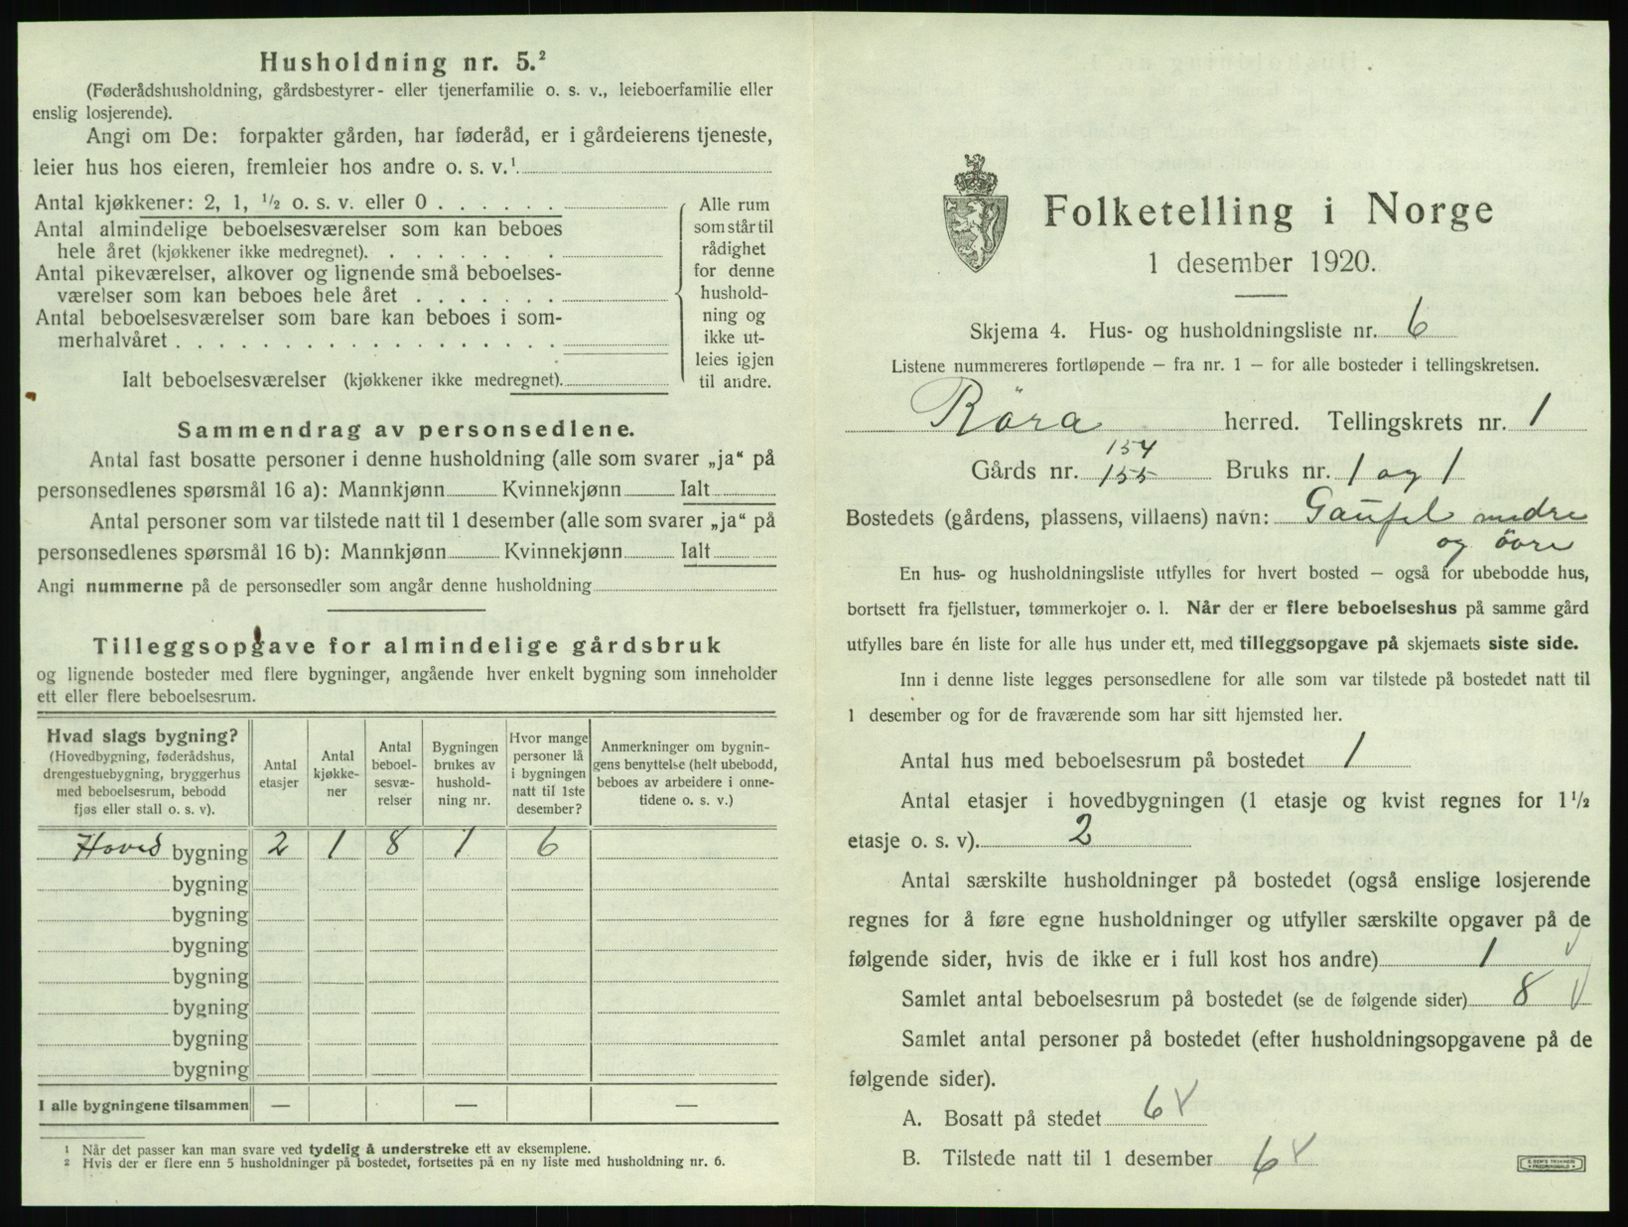 Husholdning nr. 5.²
(Føderådshusholdning, gårdsbestyrer- eller tjenerfamilie o. s. v., leieboerfamilie eller
enslig losjerende).
Angi om De: forpakter gården, har føderåd, er i gårdeierens tjeneste,
leier hus hos eieren, fremleier hos andre o. s. v.¹
Antal kjøkkener: 2, 1, ½ o. s. v. eller 0
Antal almindelige beboelsesværelser som kan beboes
hele året (kjøkkener ikke medregnet).
Antal pikeværelser, alkover og lignende små beboelses-
værelser som kan beboes hele året
Antal beboelsesværelser som bare kan beboes i som-
merhalvåret
Ialt beboelsesværelser (kjøkkener ikke medregnet).
Alle rum
som står til
rådighet
for denne
hushold-
ning og
ikke ut-
leies igjen
til andre.
Sammendrag av personsedlene.
Antal fast bosatte personer i denne husholdning (alle som svarer „ja“ på
personsedlenes spørsmål 16 a): Mannkjønn Kvinnekjønn Ialt
Antal personer som var tilstede natt til 1 desember (alle som svarer „ja“ på
personsedlenes spørsmål 16 b): Mannkjønn Kvinnekjønn Ialt
Angi nummerne på de personsedler som angår denne husholdning
Tilleggsopgave for almindelige gårdsbruk
og lignende bosteder med flere bygninger, angående hver enkelt bygning som inneholder
ett eller flere beboelsesrum.
Hvad slags bygning?
(Hovedbygning, føderådshus,
drengestuebygning, bryggerhus
med beboelsesrum, bebodd
fjøs eller stall o. s. v).
Antal
etasjer
Antal
kjøkke-
ner
Antal
beboel-
sesvæ-
relser
Bygningen
brukes av
hushold-
ning nr.
Hvor mange
personer lå
i bygningen
natt til 1ste
desember?
Anmerkninger om bygnin-
gens benyttelse (helt ubebodd,
beboes av arbeidere i onne-
tidene o. s. v.)
Hoved bygning 2 1 8 1 6
bygning
bygning
bygning
bygning
bygning
bygning
bygning
I alle bygningene tilsammen — — —
¹ Når det passer kan man svare ved tydelig å understreke ett av eksemplene.
² Hvis der er flere enn 5 husholdninger på bostedet, fortsettes på en ny liste med husholdning nr. 6.
Folketelling i Norge
1 desember 1920.
Skjema 4. Hus- og husholdningsliste nr. 6
Listene nummereres fortløpende — fra nr. 1 — for alle bosteder i tellingskretsen.
Röra herred. Tellingskrets nr. 1
154
Gårds nr. 155 Bruks nr. 1 og 1
Bostedets (gårdens, plassens, villaens) navn: Gaufel nedre
og övre
En hus- og husholdningsliste utfylles for hvert bosted — også for ubebodde hus,
bortsett fra fjellstuer, tømmerkojer o. l. Når der er flere beboelseshus på samme gård
utfylles bare én liste for alle hus under ett, med tilleggsopgave på skjemaets siste side.
Inn i denne liste legges personsedlene for alle som var tilstede på bostedet natt til
1 desember og for de fraværende som har sitt hjemsted her.
Antal hus med beboelsesrum på bostedet 1
Antal etasjer i hovedbygningen (1 etasje og kvist regnes for 1½
etasje o. s. v). 2
Antal særskilte husholdninger på bostedet (også enslige losjerende
regnes for å føre egne husholdninger og utfyller særskilte opgaver på de
følgende sider, hvis de ikke er i full kost hos andre) 1
Samlet antal beboelsesrum på bostedet (se de følgende sider) 8
Samlet antal personer på bostedet (efter husholdningsopgavene på de
følgende sider).
A. Bosatt på stedet 6
B. Tilstede natt til 1 desember 6